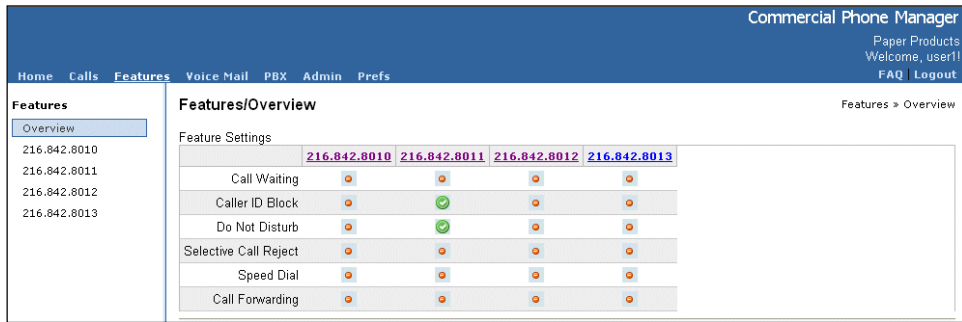 Commercial Phone Manager
Paper Products
Welcome, user1!
Home Calls Features Voice Mail PBX Admin Prefs FAQ | Logout
Features
Overview
216.842.8010
216.842.8011
216.842.8012
216.842.8013
Features/Overview
Features » Overview
Feature Settings
216.842.8010 216.842.8011 216.842.8012 216.842.8013
Call Waiting
Caller ID Block
Do Not Disturb
Selective Call Reject
Speed Dial
Call Forwarding